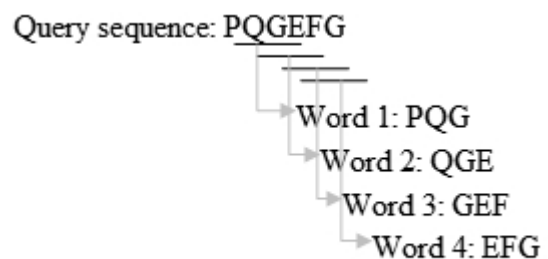 Query sequence: PQGEFG
Word 1: PQG
Word 2: QGE
Word 3: GEF
Word 4: EFG